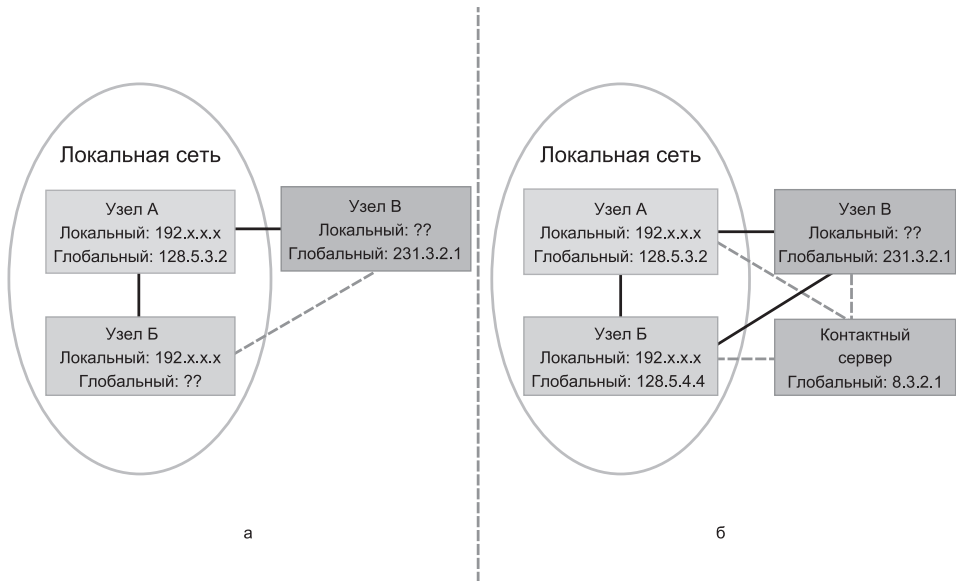 Локальная сеть
Узел А
Локальный: 192.x.x.x
Глобальный: 128.5.3.2
Узел В
Локальный: ??
Глобальный: 231.3.2.1
Узел Б
Локальный: 192.x.x.x
Глобальный: ??
а
Локальная сеть
Узел А
Локальный: 192.x.x.x
Глобальный: 128.5.3.2
Узел В
Локальный: ??
Глобальный: 231.3.2.1
Узел Б
Локальный: 192.x.x.x
Глобальный: 128.5.4.4
Контактный
сервер
Глобальный: 8.3.2.1
б